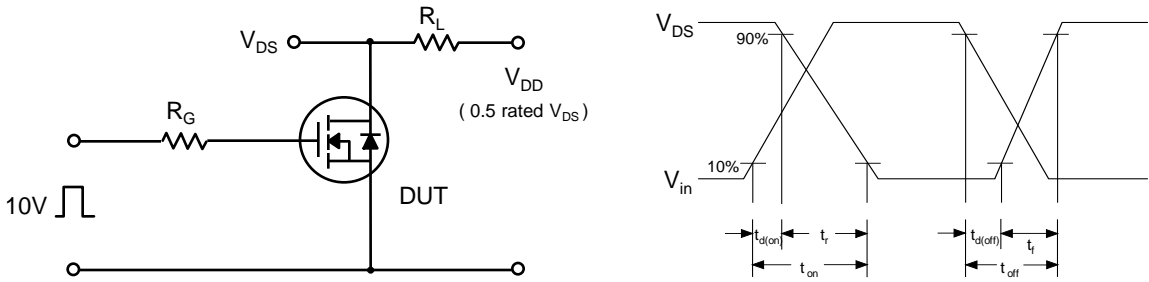 V_DS
R_L
V_DD
( 0.5 rated V_DS )
R_G
DUT
10V
V_DS
90%
10%
V_in
t_d(on)
t_r
t_on
t_d(off)
t_f
t_off